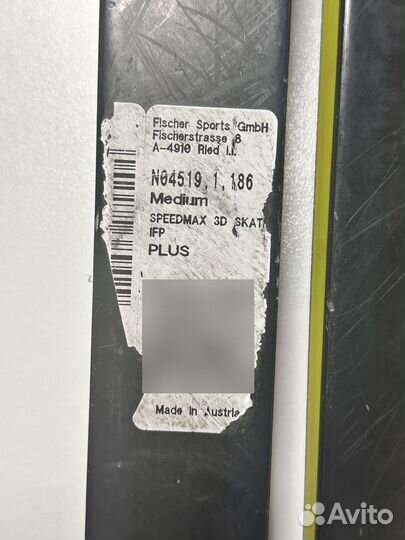 Fischer Sports GmbH
Fischerstrasse 8
A-4910 Ried i.I.
N04519,1,186
Medium
SPEEDMAX 3D SKAT
IFP
PLUS
Made in Austria
Avito